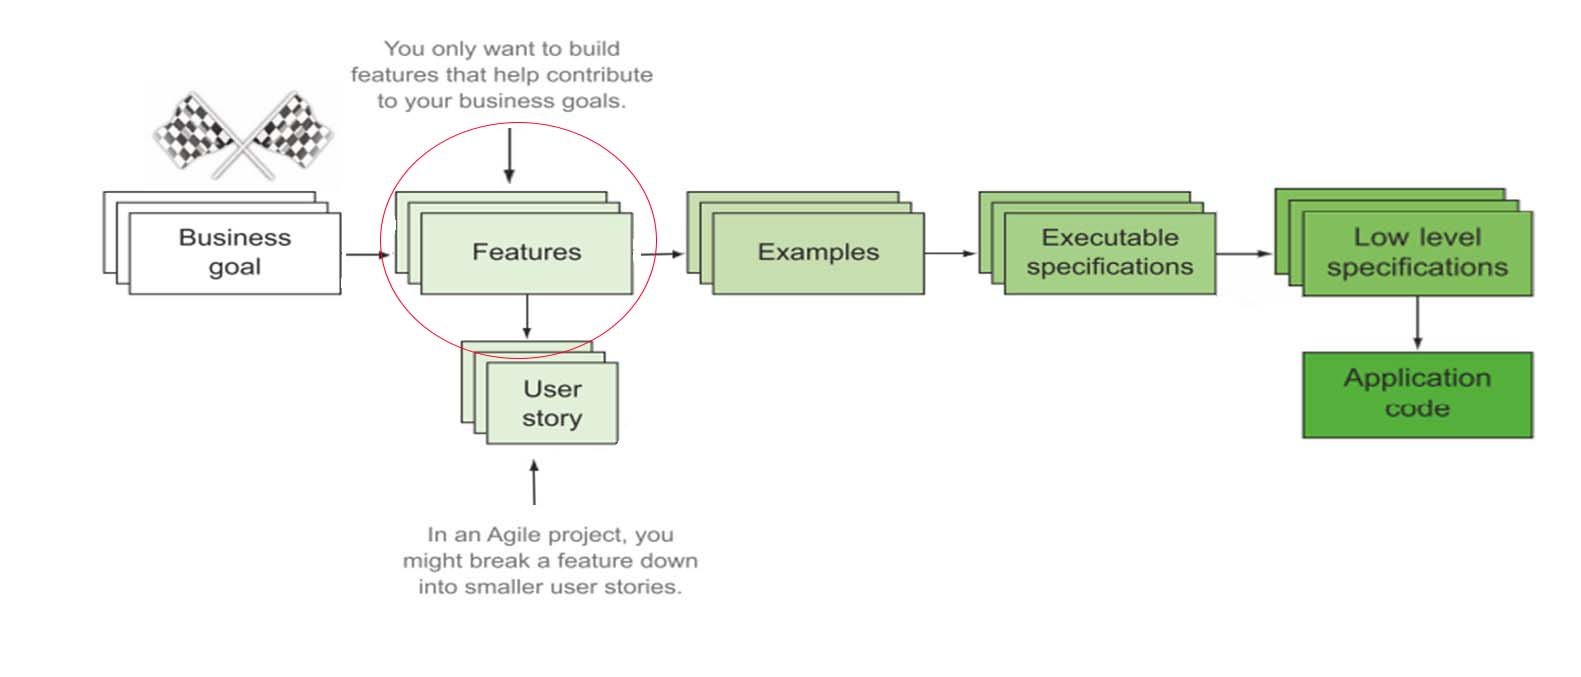 You only want to build
features that help contribute
to your business goals.
Business
goal
Features
Examples
Executable
specifications
Low level
specifications
User
story
Application
code
In an Agile project, you
might break a feature down
into smaller user stories.